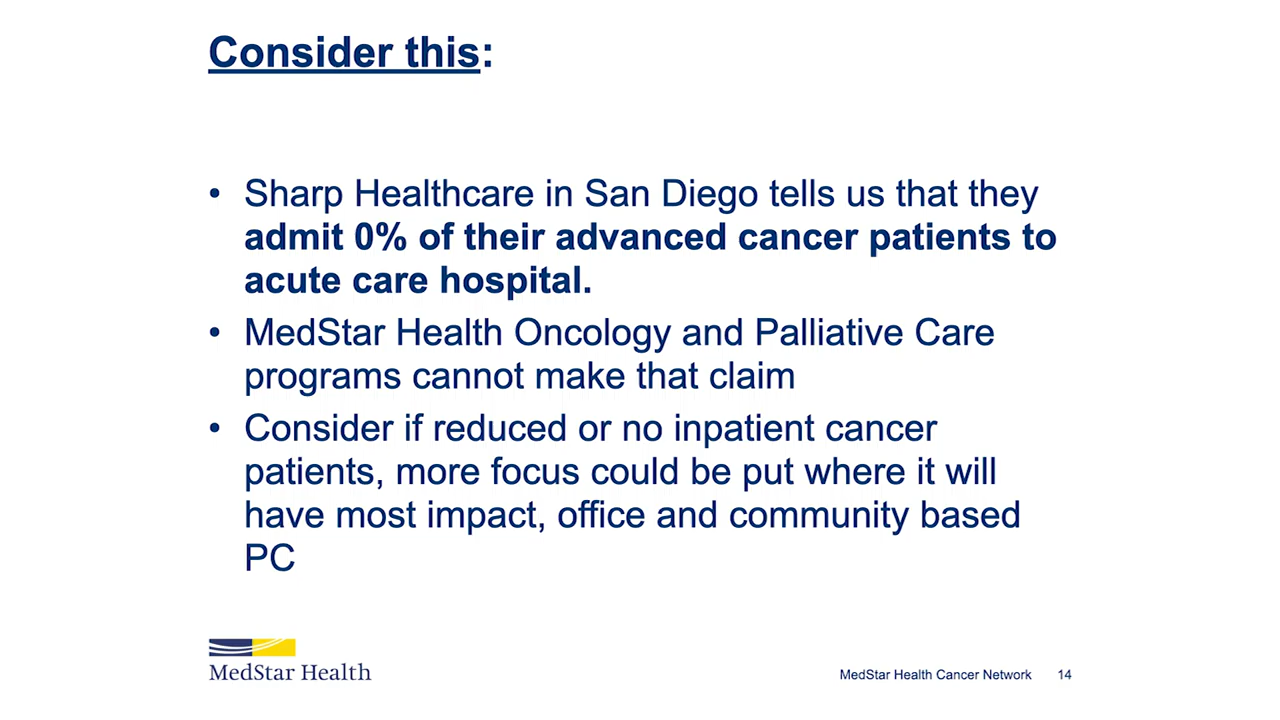 Consider this:
• Sharp Healthcare in San Diego tells us that they
admit 0% of their advanced cancer patients to
acute care hospital.
• MedStar Health Oncology and Palliative Care
programs cannot make that claim
• Consider if reduced or no inpatient cancer
patients, more focus could be put where it will
have most impact, office and community based
PC
MedStar Health
MedStar Health Cancer Network 14